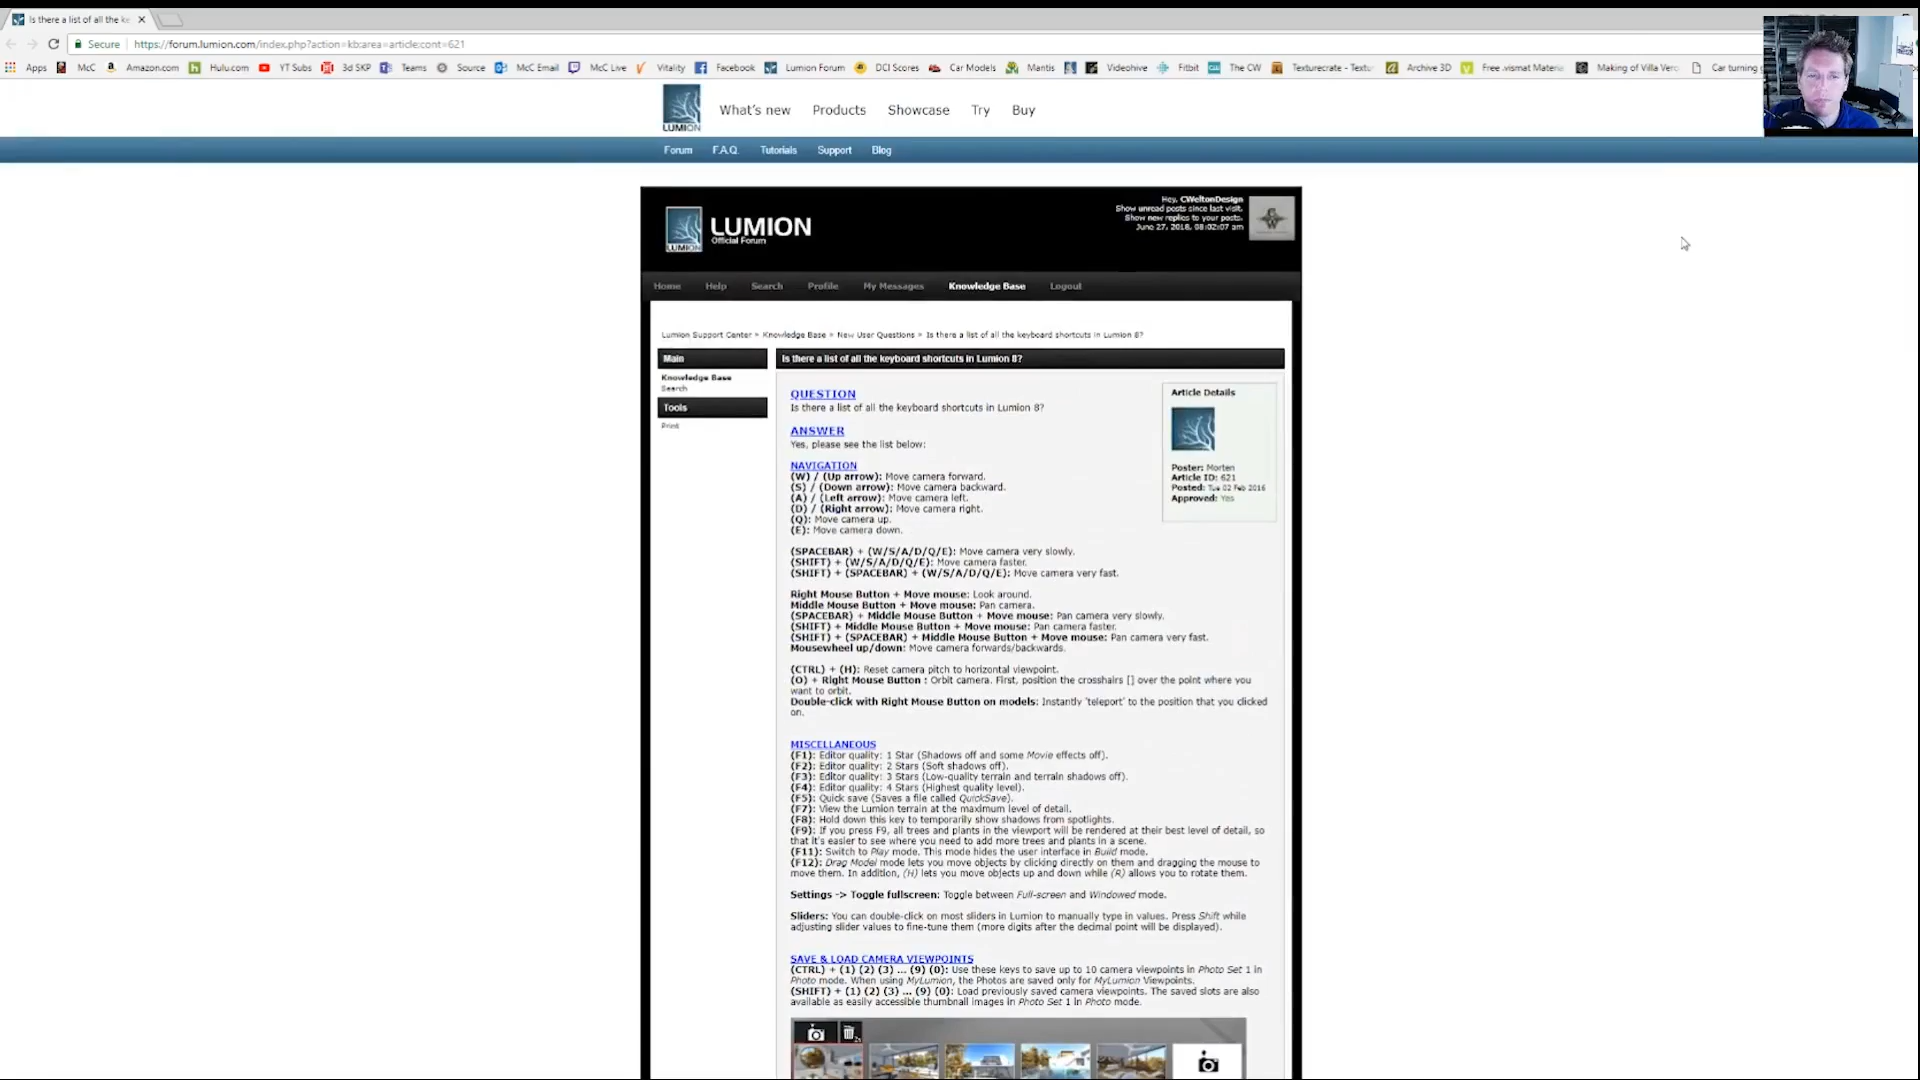 Is there a list of all the ke
Secure https://forum.lumion.com/index.php?action=kb:area=article:cont=621
Apps McC Amazon.com Hulu.com YT Subs 3d SKP Teams Source McC Email McC Live Vitality Facebook Lumion Forum DCI Scores Car Models Mantis Videohive Fitbit The CW Texturecrate - Textu Archive 3D Free .vismat Materi Making of Villa Vero Car turning
LUMION
What's new Products Showcase Try Buy
Forum F.A.Q. Tutorials Support Blog
Hey, CWeltonDesign
Show unread posts since last visit.
Show new replies to your posts.
June 27, 2018, 08:02:07 am
LUMION
LUMION
Official Forum
Home Help Search Profile My Messages Knowledge Base Logout
Lumion Support Center > Knowledge Base > New User Questions > Is there a list of all the keyboard shortcuts in Lumion 8?
Main
Knowledge Base
Search
Tools
Print
Is there a list of all the keyboard shortcuts in Lumion 8?
QUESTION
Is there a list of all the keyboard shortcuts in Lumion 8?
ANSWER
Yes, please see the list below:
Article Details
Poster: Morten
Article ID: 621
Posted: Tue 02 Feb 2016
Approved: Yes
NAVIGATION
(W) / (Up arrow): Move camera forward.
(S) / (Down arrow): Move camera backward.
(A) / (Left arrow): Move camera left.
(D) / (Right arrow): Move camera right.
(Q): Move camera up.
(E): Move camera down.
(SPACEBAR) + (W/S/A/D/Q/E): Move camera very slowly.
(SHIFT) + (W/S/A/D/Q/E): Move camera faster.
(SHIFT) + (SPACEBAR) + (W/S/A/D/Q/E): Move camera very fast.
Right Mouse Button + Move mouse: Look around.
Middle Mouse Button + Move mouse: Pan camera.
(SPACEBAR) + Middle Mouse Button + Move mouse: Pan camera very slowly.
(SHIFT) + Middle Mouse Button + Move mouse: Pan camera faster.
(SHIFT) + (SPACEBAR) + Middle Mouse Button + Move mouse: Pan camera very fast.
Mousewheel up/down: Move camera forwards/backwards.
(CTRL) + (H): Reset camera pitch to horizontal viewpoint.
(O) + Right Mouse Button : Orbit camera. First, position the crosshairs [] over the point where you
want to orbit.
Double-click with Right Mouse Button on models: Instantly 'teleport' to the position that you clicked
on.
MISCELLANEOUS
(F1): Editor quality: 1 Star (Shadows off and some Movie effects off).
(F2): Editor quality: 2 Stars (Soft shadows off).
(F3): Editor quality: 3 Stars (Low-quality terrain and terrain shadows off).
(F4): Editor quality: 4 Stars (Highest quality level).
(F5): Quick save (Saves a file called QuickSave).
(F7): View the Lumion terrain at the maximum level of detail.
(F8): Hold down this key to temporarily show shadows from spotlights.
(F9): If you press F9, all trees and plants in the viewport will be rendered at their best level of detail, so
that it's easier to see where you need to add more trees and plants in a scene.
(F11): Switch to Play mode. This mode hides the user interface in Build mode.
(F12): Drag Model mode lets you move objects by clicking directly on them and dragging the mouse to
move them. In addition, (H) lets you move objects up and down while (R) allows you to rotate them.
Settings -> Toggle fullscreen: Toggle between Full-screen and Windowed mode.
Sliders: You can double-click on most sliders in Lumion to manually type in values. Press Shift while
adjusting slider values to fine-tune them (more digits after the decimal point will be displayed).
SAVE & LOAD CAMERA VIEWPOINTS
(CTRL) + (1) (2) (3) ... (9) (0): Use these keys to save up to 10 camera viewpoints in Photo Set 1 in
Photo mode. When using MyLumion, the Photos are saved only for MyLumion Viewpoints.
(SHIFT) + (1) (2) (3) ... (9) (0): Load previously saved camera viewpoints. The saved slots are also
available as easily accessible thumbnail images in Photo Set 1 in Photo mode.